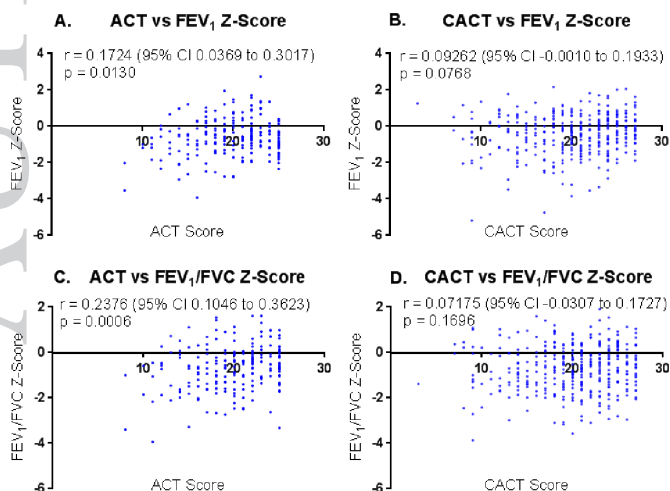 A. ACT vs FEV₁ Z-Score
r = 0.1724 (95% CI 0.0369 to 0.3017)
p = 0.0130
4
2
0
-2
-4
-6
10
20
30
FEV₁ Z-Score
ACT Score
B. CACT vs FEV₁ Z-Score
r = 0.09262 (95% CI -0.0010 to 0.1933)
p = 0.0768
4
2
0
-2
-4
-6
10
20
30
FEV₁ Z-Score
CACT Score
C. ACT vs FEV₁/FVC Z-Score
r = 0.2376 (95% CI 0.1046 to 0.3623)
p = 0.0006
2
0
-2
-4
-6
10
20
30
FEV₁/FVC Z-Score
ACT Score
D. CACT vs FEV₁/FVC Z-Score
r = 0.07175 (95% CI -0.0307 to 0.1727)
p = 0.1696
2
0
-2
-4
-6
10
20
30
FEV₁/FVC Z-Score
CACT Score